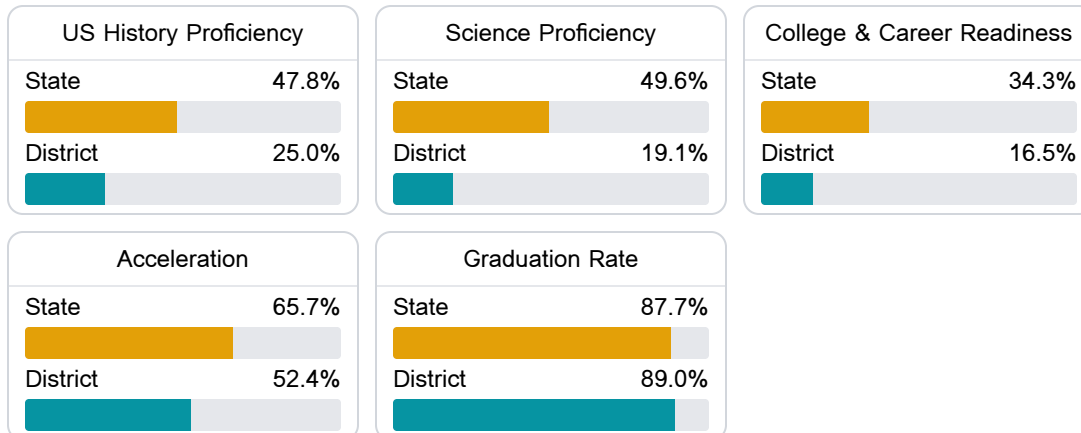 US History Proficiency
State 47.8%
District 25.0%
Science Proficiency
State 49.6%
District 19.1%
College & Career Readiness
State 34.3%
District 16.5%
Acceleration
State 65.7%
District 52.4%
Graduation Rate
State 87.7%
District 89.0%